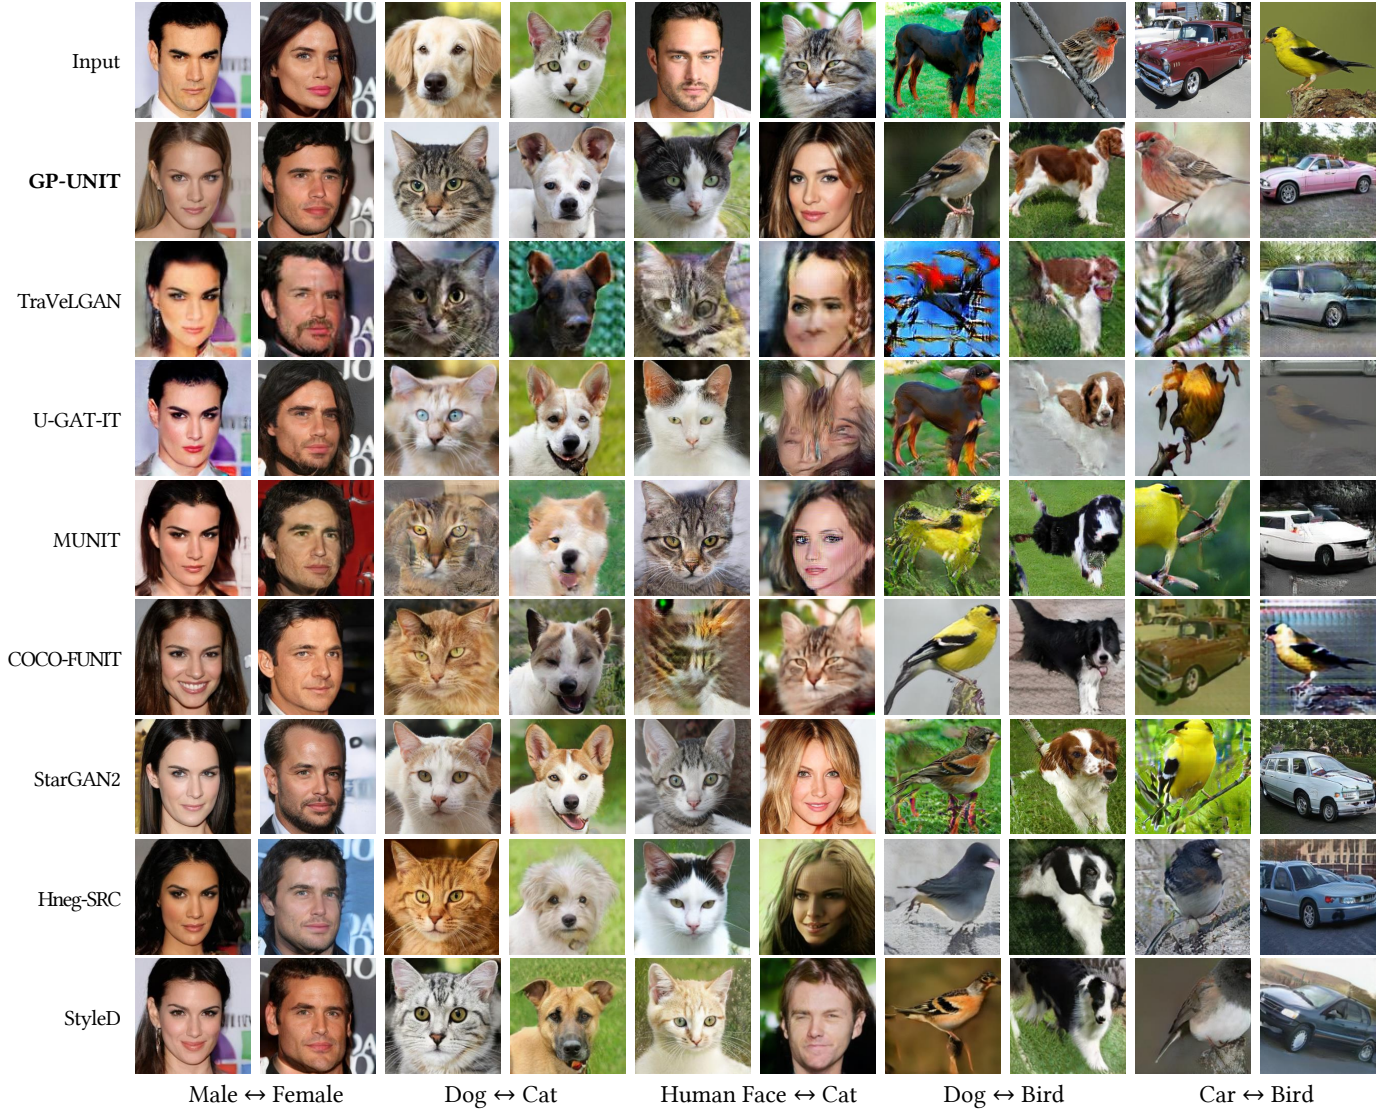 Input
GP-UNIT
TraVeLGAN
U-GAT-IT
MUNIT
COCO-FUNIT
StarGAN2
Hneg-SRC
StyleD
Male ↔ Female
Dog ↔ Cat
Human Face ↔ Cat
Dog ↔ Bird
Car ↔ Bird